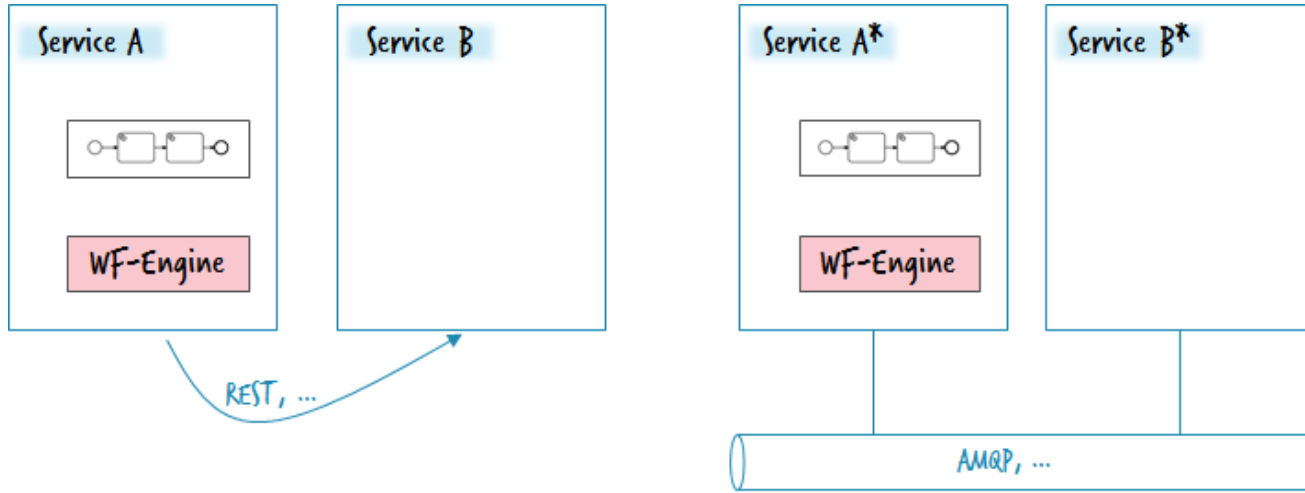 Service A
Service B
WF-Engine
REST, ...
Service A*
Service B*
WF-Engine
AMQP, ...